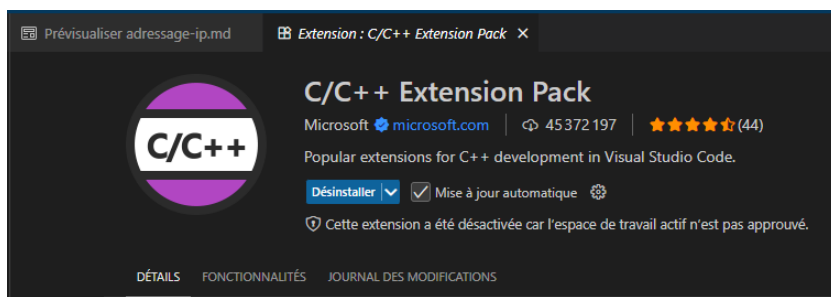 Prévisualiser adressage-ip.md Extension : C/C++ Extension Pack
C/C++ Extension Pack
Microsoft microsoft.com 45 372 197 (44)
C/C++
Popular extensions for C++ development in Visual Studio Code.
Désinstaller Mise à jour automatique
Cette extension a été désactivée car l'espace de travail actif n'est pas approuvé.
DÉTAILS FONCTIONNALITÉS JOURNAL DES MODIFICATIONS